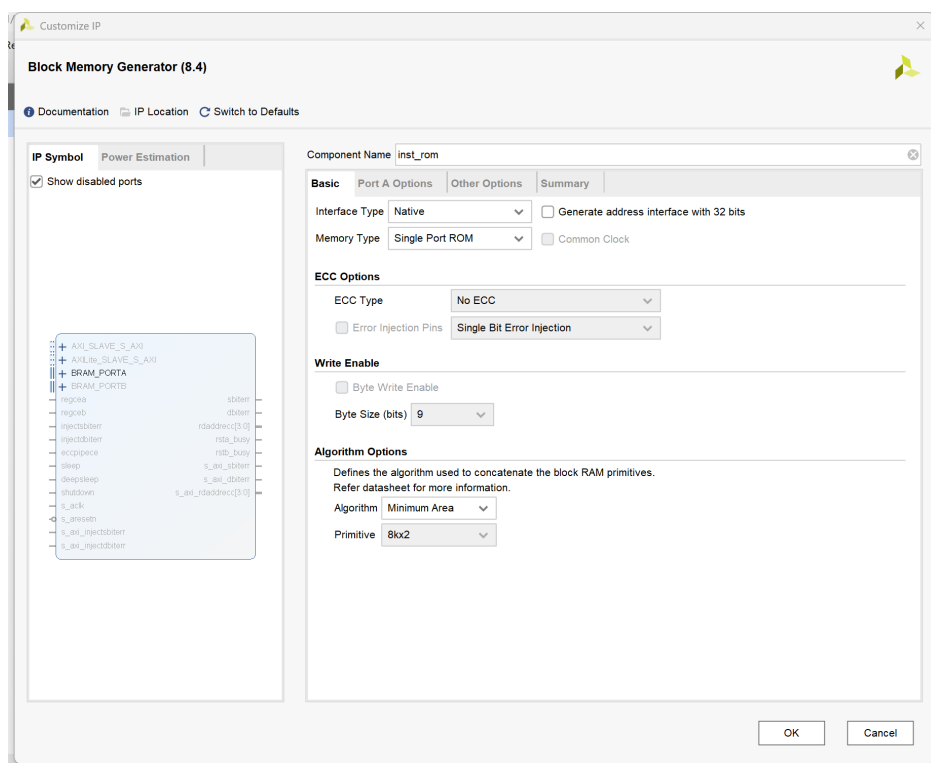 Customize IP
Block Memory Generator (8.4)
Documentation IP Location Switch to Defaults
IP Symbol Power Estimation
Show disabled ports
AXI_SLAVE_S_AXI
AXILite_SLAVE_S_AXI
BRAM_PORTA
BRAM_PORTB
regcea sbiterr
regceb dbiterr
injectsbiterr rdaddrecc[3:0]
injectdbiterr rsta_busy
eccpipece rstb_busy
sleep s_axi_sbiterr
deepsleep s_axi_dbiterr
shutdown s_axi_rdaddrecc[3:0]
s_aclk
s_aresetn
s_axi_injectsbiterr
s_axi_injectdbiterr
Component Name inst_rom
Basic Port A Options Other Options Summary
Interface Type Native Generate address interface with 32 bits
Memory Type Single Port ROM Common Clock
ECC Options
ECC Type No ECC
Error Injection Pins Single Bit Error Injection
Write Enable
Byte Write Enable
Byte Size (bits) 9
Algorithm Options
Defines the algorithm used to concatenate the block RAM primitives.
Refer datasheet for more information.
Algorithm Minimum Area
Primitive 8kx2
OK Cancel